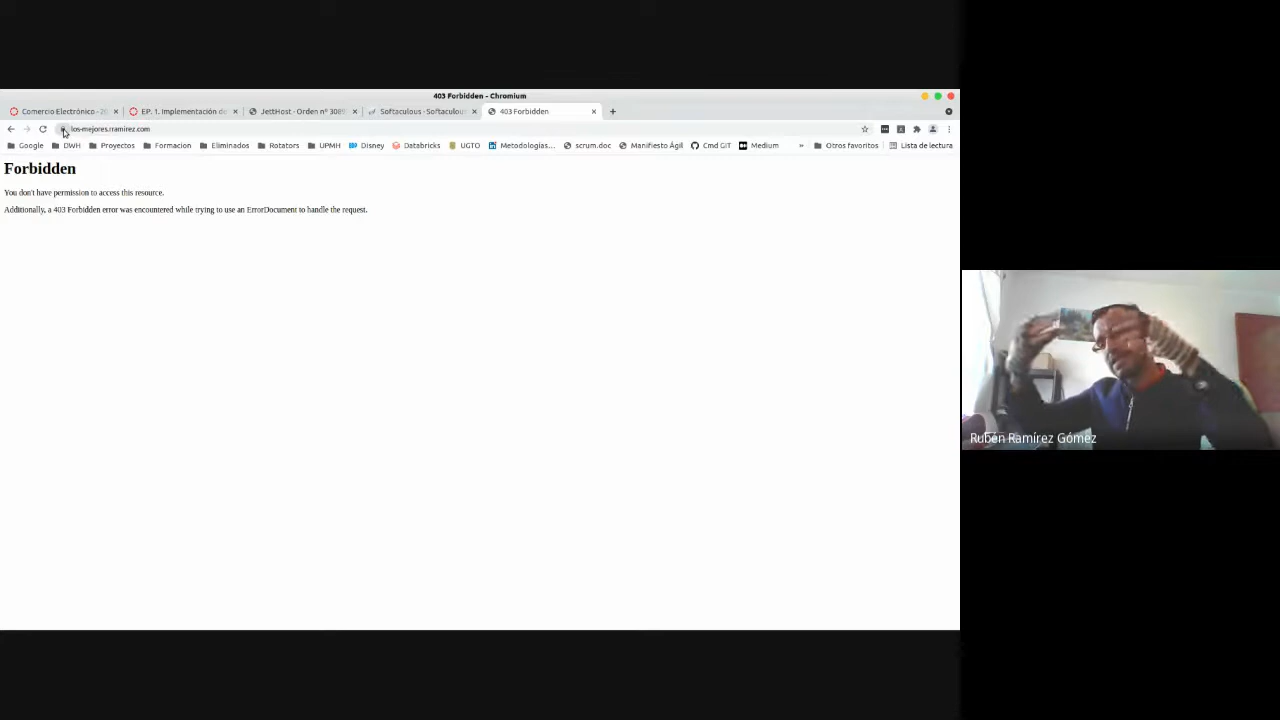 403 Forbidden - Chromium
Comercio Electrónico - 20
EP. 1. Implementación de
JettHost - Orden nº 3089
Softaculous - Softaculou
403 Forbidden
los-mejores.rramirez.com
Google
DWH
Proyectos
Formacion
Eliminados
Rotators
UPMH
Disney
Databricks
UGTO
Metodologías...
scrum.doc
Manifiesto Ágil
Cmd GIT
Medium
»
Otros favoritos
Lista de lectura
Forbidden
You don't have permission to access this resource.
Additionally, a 403 Forbidden error was encountered while trying to use an ErrorDocument to handle the request.
Rubén Ramírez Gómez